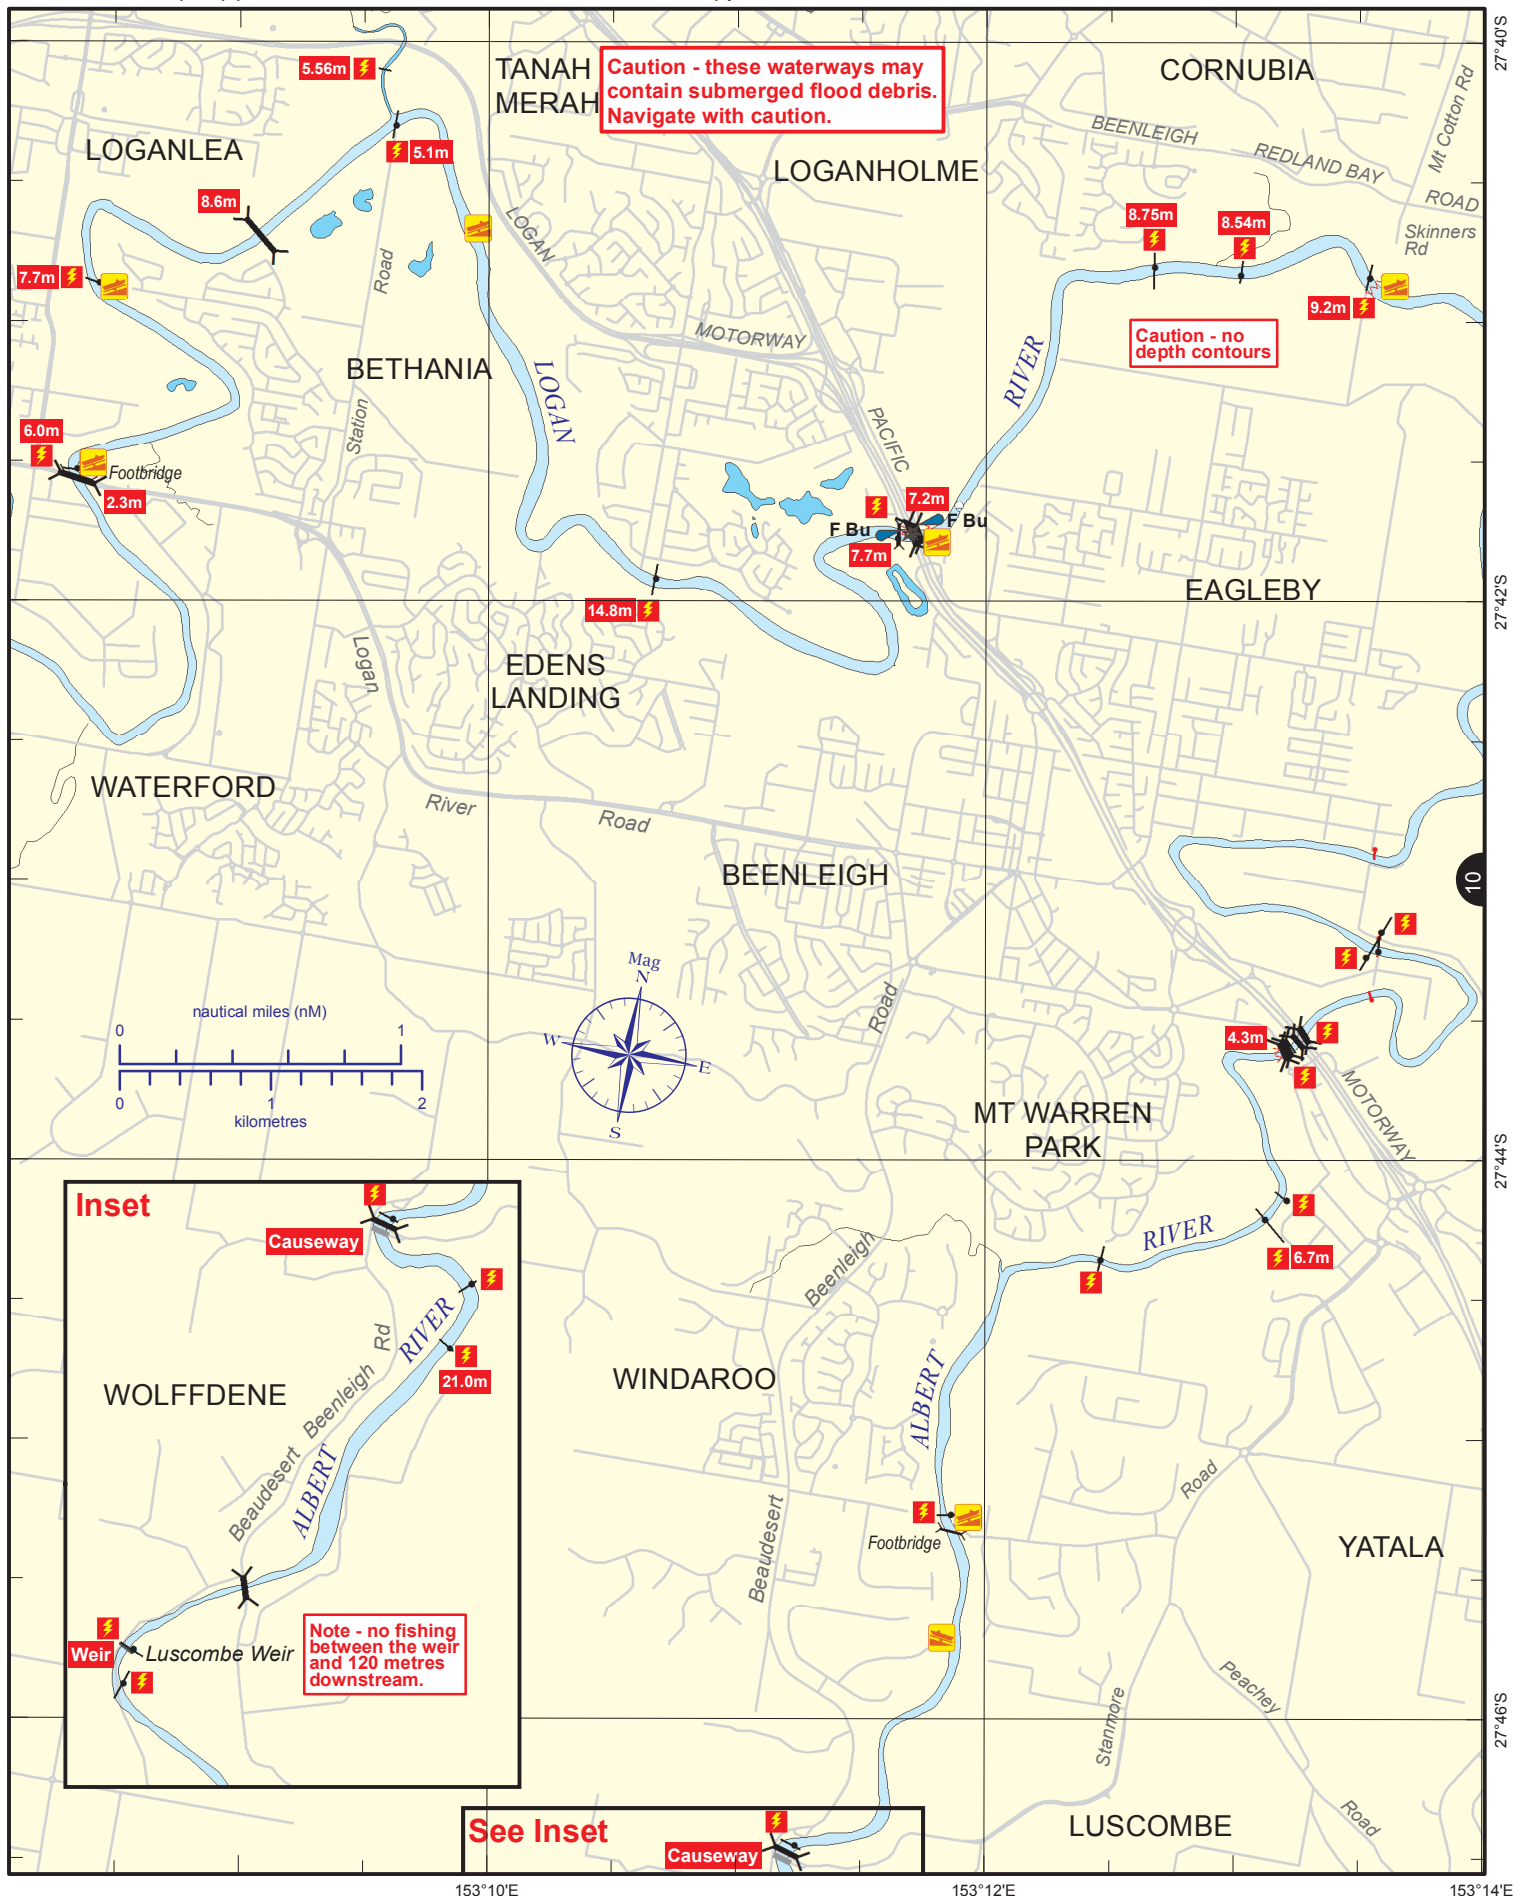 27°40'S
5.56m
TANAH
MERAH
Caution - these waterways may
contain submerged flood debris.
Navigate with caution.
CORNUBIA
Mt Cotton Rd
BEENLEIGH
REDLAND BAY
ROAD
LOGANLEA
5.1m
LOGANHOLME
8.6m
LOGAN
8.75m
8.54m
Skinners
Rd
7.7m
Road
9.2m
MOTORWAY
Caution - no
depth contours
BETHANIA
LOGAN
RIVER
Station
PACIFIC
6.0m
Footbridge
2.3m
7.2m
F Bu
F Bu
7.7m
EAGLEBY
14.8m
27°42'S
Logan
EDENS
LANDING
WATERFORD
River
Road
BEENLEIGH
10
Mag
N
W
E
S
nautical miles (nM)
0
1
0
1
2
kilometres
Road
4.3m
MOTORWAY
MT WARREN
PARK
27°44'S
Inset
Causeway
RIVER
Beenleigh
6.7m
RIVER
Rd
21.0m
WOLFFDENE
Beenleigh
Beaudesert
ALBERT
WINDAROO
ALBERT
Road
Beaudesert
Footbridge
YATALA
Note - no fishing
between the weir
and 120 metres
downstream.
Weir
Luscombe Weir
Peachey
Stanmore
27°46'S
See Inset
Causeway
LUSCOMBE
Road
153°10'E
153°12'E
153°14'E